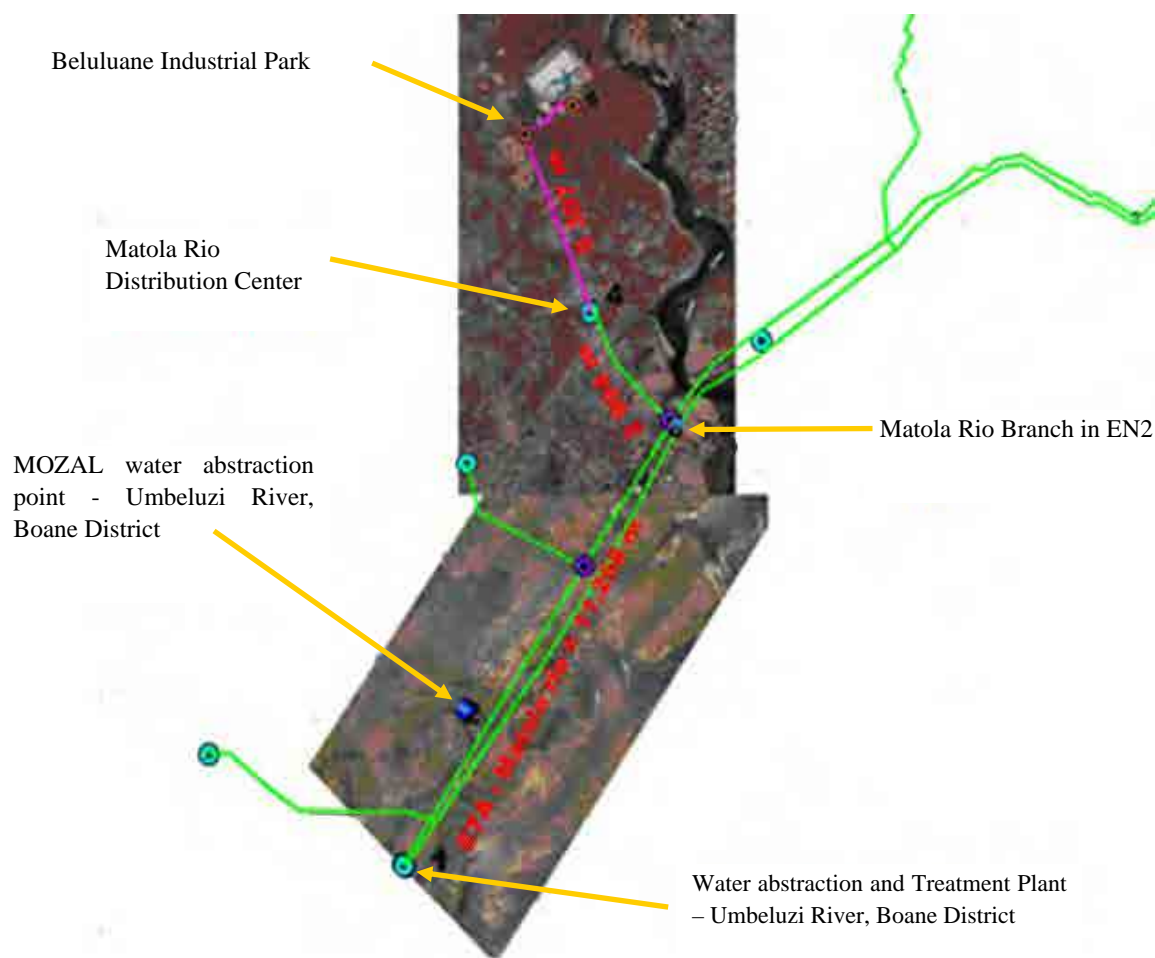 Beluluane Industrial Park
Matola Rio
Distribution Center
Matola Rio Branch in EN2
MOZAL water abstraction
point - Umbeluzi River,
Boane District
1
Water abstraction and Treatment Plant
– Umbeluzi River, Boane District